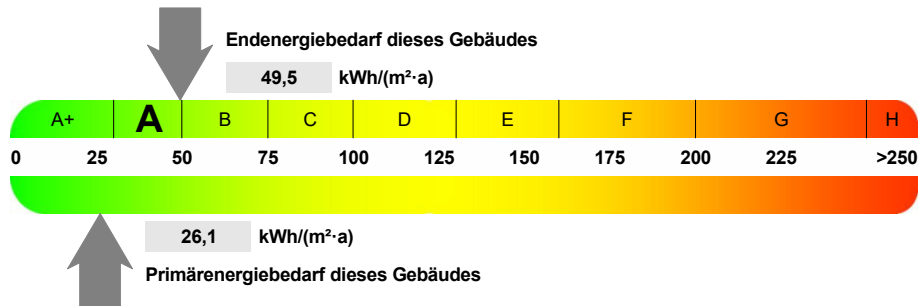 Endenergiebedarf dieses Gebäudes
49,5 kWh/(m²·a)
A+ A B C D E F G H
0 25 50 75 100 125 150 175 200 225 >250
26,1 kWh/(m²·a)
Primärenergiebedarf dieses Gebäudes